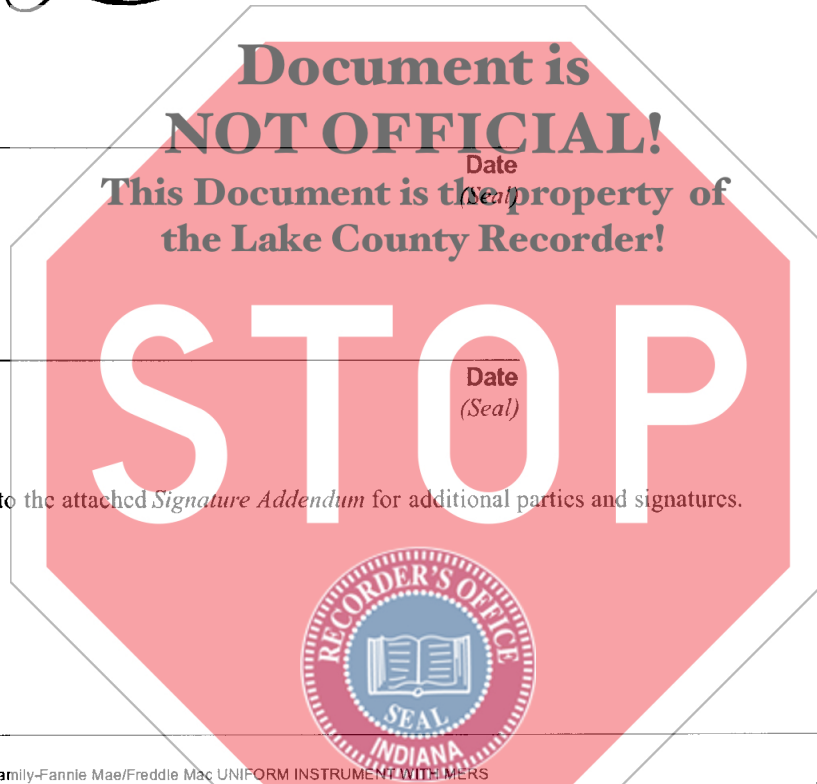 Document is
NOT OFFICIAL!
Date
(Seal)
This Document is the property of
the Lake County Recorder!
STOP
Date
(Seal)
to the attached Signature Addendum for additional parties and signatures.
RECORDER'S OFFICE
SEAL
INDIANA
amily-Fannie Mae/Freddie Mac UNIFORM INSTRUMENT WITH MERS